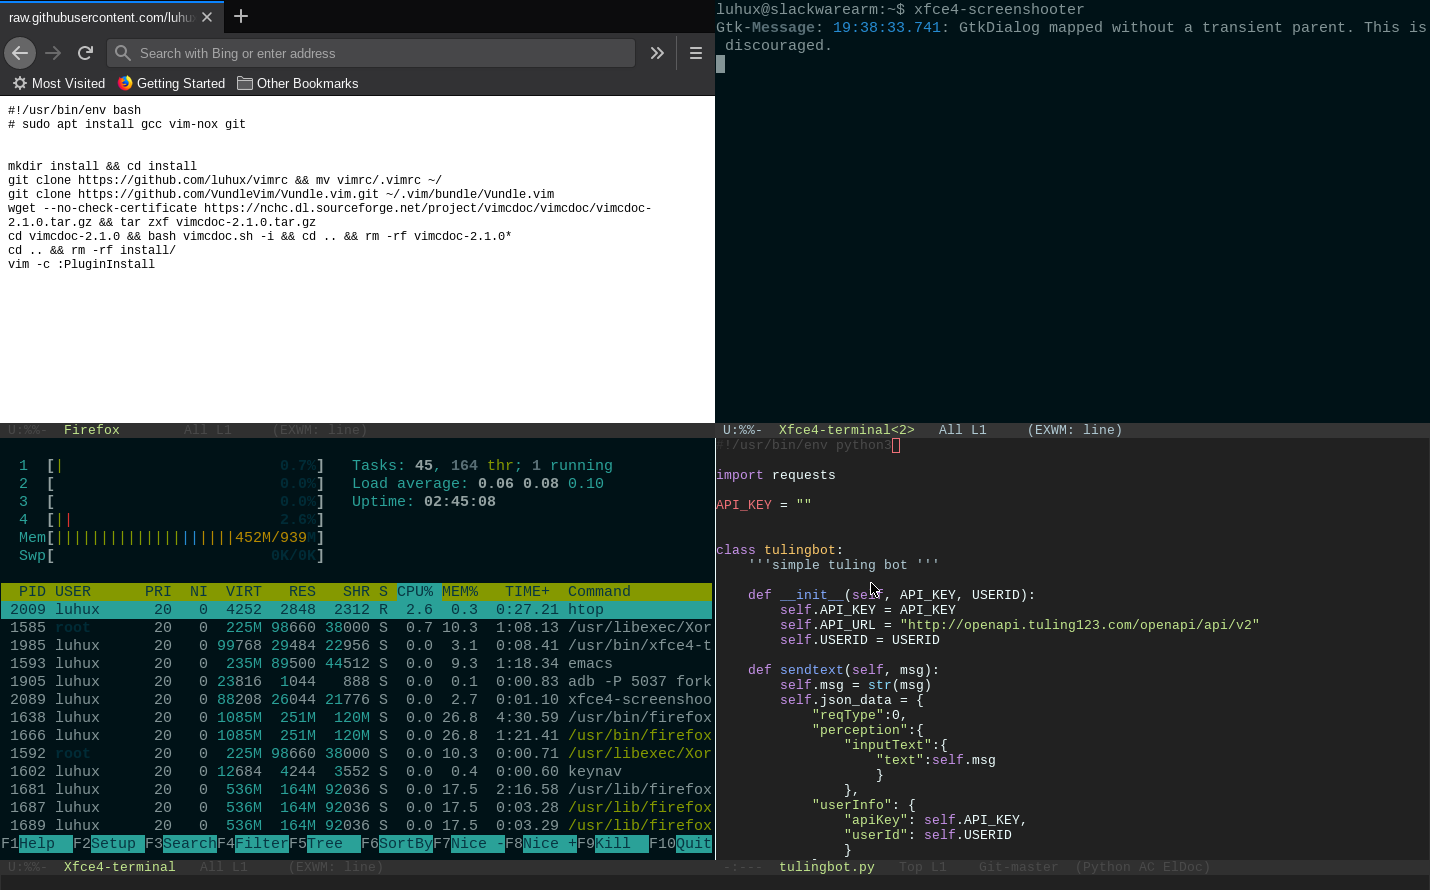 raw.githubusercontent.com/luhux
Search with Bing or enter address
Most Visited Getting Started Other Bookmarks
#!/usr/bin/env bash
# sudo apt install gcc vim-nox git
mkdir install && cd install
git clone https://github.com/luhux/vimrc && mv vimrc/.vimrc ~/
git clone https://github.com/VundleVim/Vundle.vim.git ~/.vim/bundle/Vundle.vim
wget --no-check-certificate https://nchc.dl.sourceforge.net/project/vimcdoc/vimcdoc/vimcdoc-
2.1.0.tar.gz && tar zxf vimcdoc-2.1.0.tar.gz
cd vimcdoc-2.1.0 && bash vimcdoc.sh -i && cd .. && rm -rf vimcdoc-2.1.0*
cd .. && rm -rf install/
vim -c :PluginInstall
U:%%- Firefox All L1 (EXWM: line)
luhux@slackwarearm:~$ xfce4-screenshooter
Gtk-Message: 19:38:33.741: GtkDialog mapped without a transient parent. This is
discouraged.
U:%%- Xfce4-terminal<2> All L1 (EXWM: line)
1 [| 0.7%]
2 [ 0.0%]
3 [ 0.0%]
4 [|| 2.6%]
Mem[||||||||||||||||||||452M/939M]
Swp[ 0K/0K]
Tasks: 45, 164 thr; 1 running
Load average: 0.06 0.08 0.10
Uptime: 02:45:08
PID USER PRI NI VIRT RES SHR S CPU% MEM% TIME+ Command
2009 luhux 20 0 4252 2848 2312 R 2.6 0.3 0:27.21 htop
1585 root 20 0 225M 98660 38000 S 0.7 10.3 1:08.13 /usr/libexec/Xor
1985 luhux 20 0 99768 29484 22956 S 0.0 3.1 0:08.41 /usr/bin/xfce4-t
1593 luhux 20 0 235M 89500 44512 S 0.0 9.3 1:18.34 emacs
1905 luhux 20 0 23816 1044 888 S 0.0 0.1 0:00.83 adb -P 5037 fork
2089 luhux 20 0 88208 26044 21776 S 0.0 2.7 0:01.10 xfce4-screenshoo
1638 luhux 20 0 1085M 251M 120M S 0.0 26.8 4:30.59 /usr/bin/firefox
1666 luhux 20 0 1085M 251M 120M S 0.0 26.8 1:21.41 /usr/bin/firefox
1592 root 20 0 225M 98660 38000 S 0.0 10.3 0:00.71 /usr/libexec/Xor
1602 luhux 20 0 12684 4244 3552 S 0.0 0.4 0:00.60 keynav
1681 luhux 20 0 536M 164M 92036 S 0.0 17.5 2:16.58 /usr/lib/firefox
1687 luhux 20 0 536M 164M 92036 S 0.0 17.5 0:03.28 /usr/lib/firefox
1689 luhux 20 0 536M 164M 92036 S 0.0 17.5 0:03.29 /usr/lib/firefox
F1Help F2Setup F3SearchF4FilterF5Tree F6SortByF7Nice -F8Nice +F9Kill F10Quit
U:%%- Xfce4-terminal All L1 (EXWM: line)
#!/usr/bin/env python3
import requests
API_KEY = ""
class tulingbot:
'''simple tuling bot '''
def __init__(self, API_KEY, USERID):
self.API_KEY = API_KEY
self.API_URL = "http://openapi.tuling123.com/openapi/api/v2"
self.USERID = USERID
def sendtext(self, msg):
self.msg = str(msg)
self.json_data = {
"reqType":0,
"perception":{
"inputText":{
"text":self.msg
}
},
"userInfo": {
"apiKey": self.API_KEY,
"userId": self.USERID
}
-:--- tulingbot.py Top L1 Git-master (Python AC ElDoc)